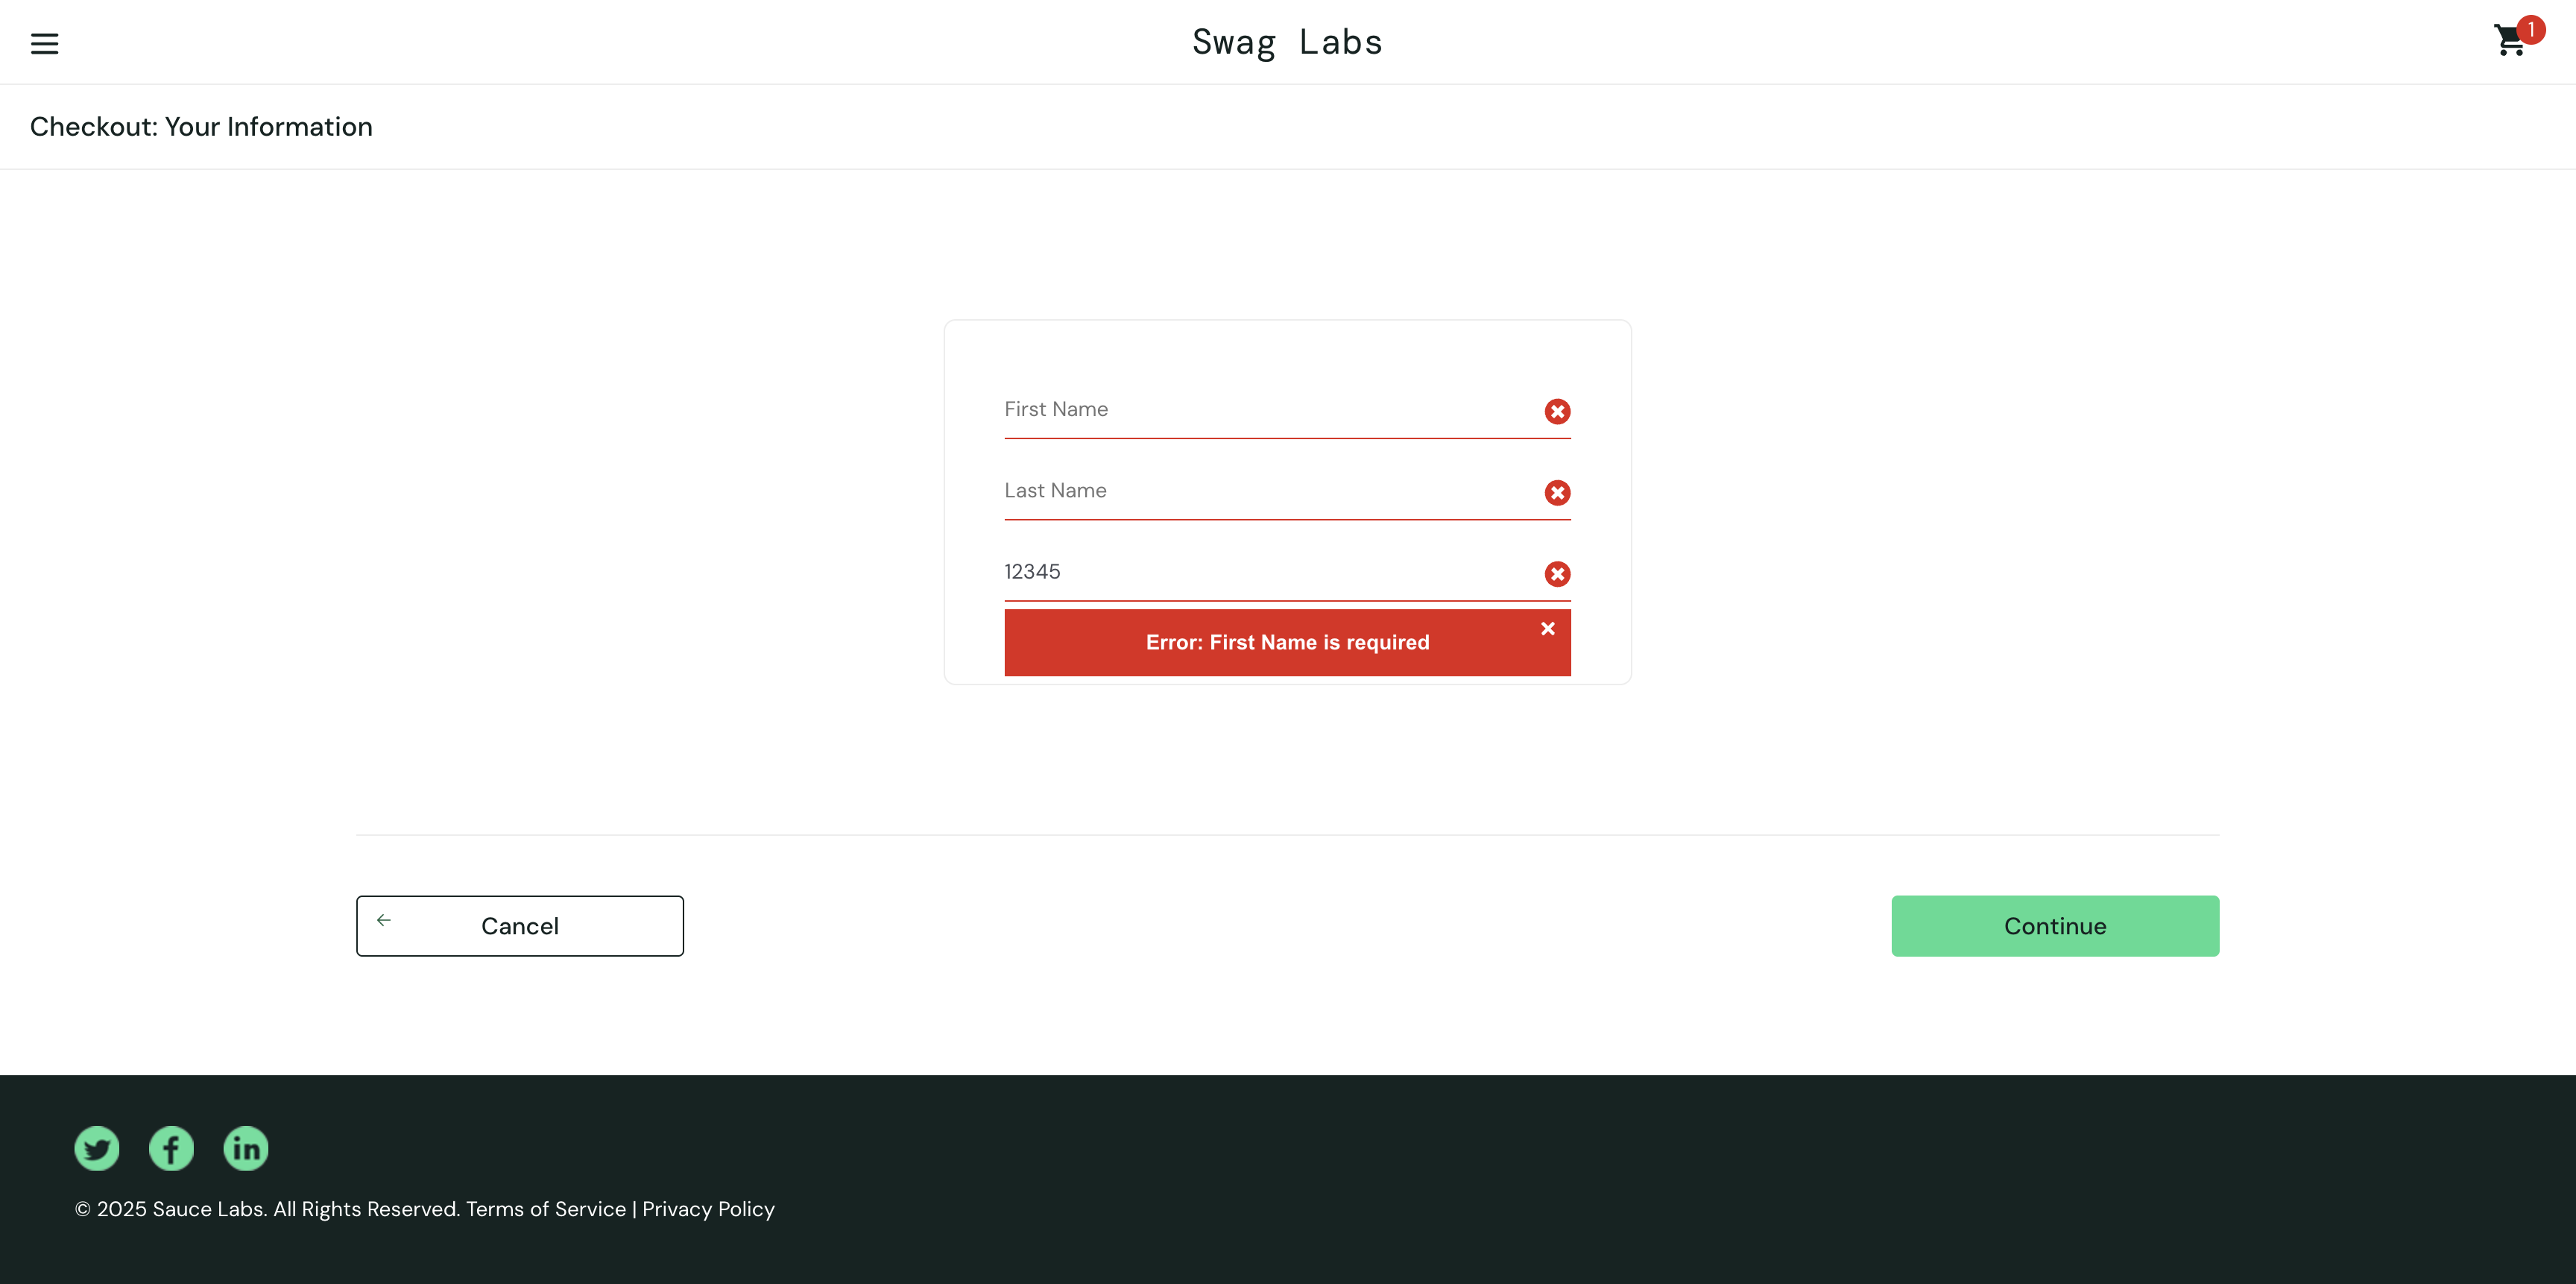 Swag Labs
1
Checkout: Your Information
First Name
Last Name
12345
Error: First Name is required
Cancel
Continue
© 2025 Sauce Labs. All Rights Reserved. Terms of Service | Privacy Policy